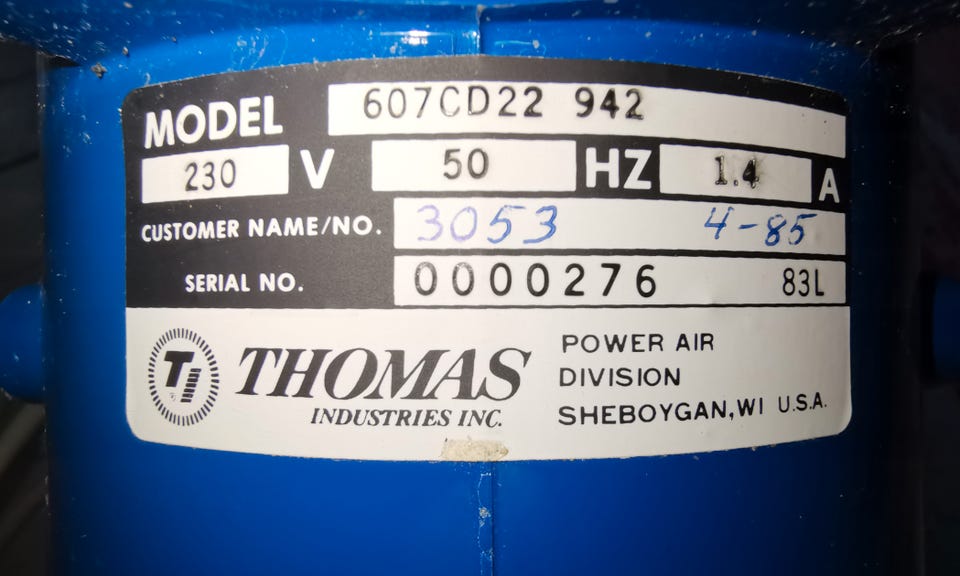 MODEL 607CD22 942
230 V 50 HZ 1.4 A
CUSTOMER NAME/NO. 3053 4-85
SERIAL NO. 0000276 83L
TI THOMAS
INDUSTRIES INC.
POWER AIR
DIVISION
SHEBOYGAN, WI U.S.A.